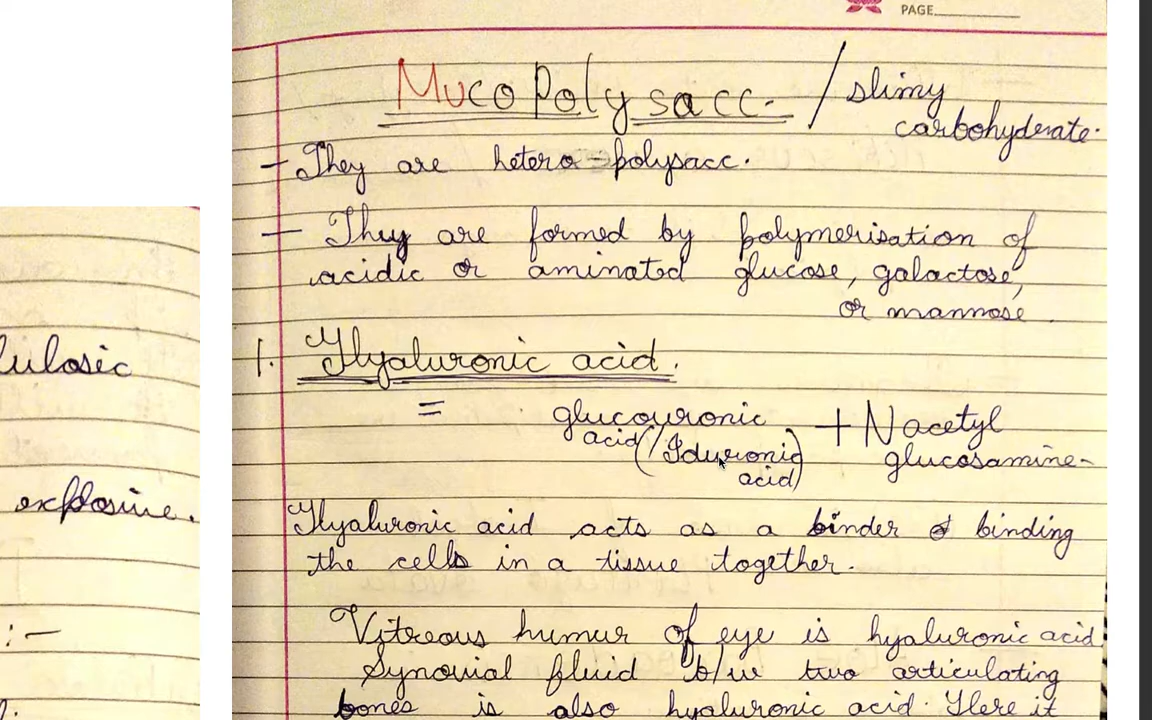 PAGE
MucoPolysacc. / slimy
carbohyderate.
- They are hetero-polysacc.
- They are formed by polymerisation of
acidic or aminated glucose, galactose,
or mannose.
1. Hyaluronic acid.
= glucouronic + N acetyl
acid (/Iduronic glucosamine-
acid)
Hyaluronic acid acts as a binder binding
the cells in a tissue together.
Vitreous humur of eye is hyaluronic acid
Synovial fluid b/w two articulating
bones is also hyaluronic acid. Here it
lulosic
explosive.
:-